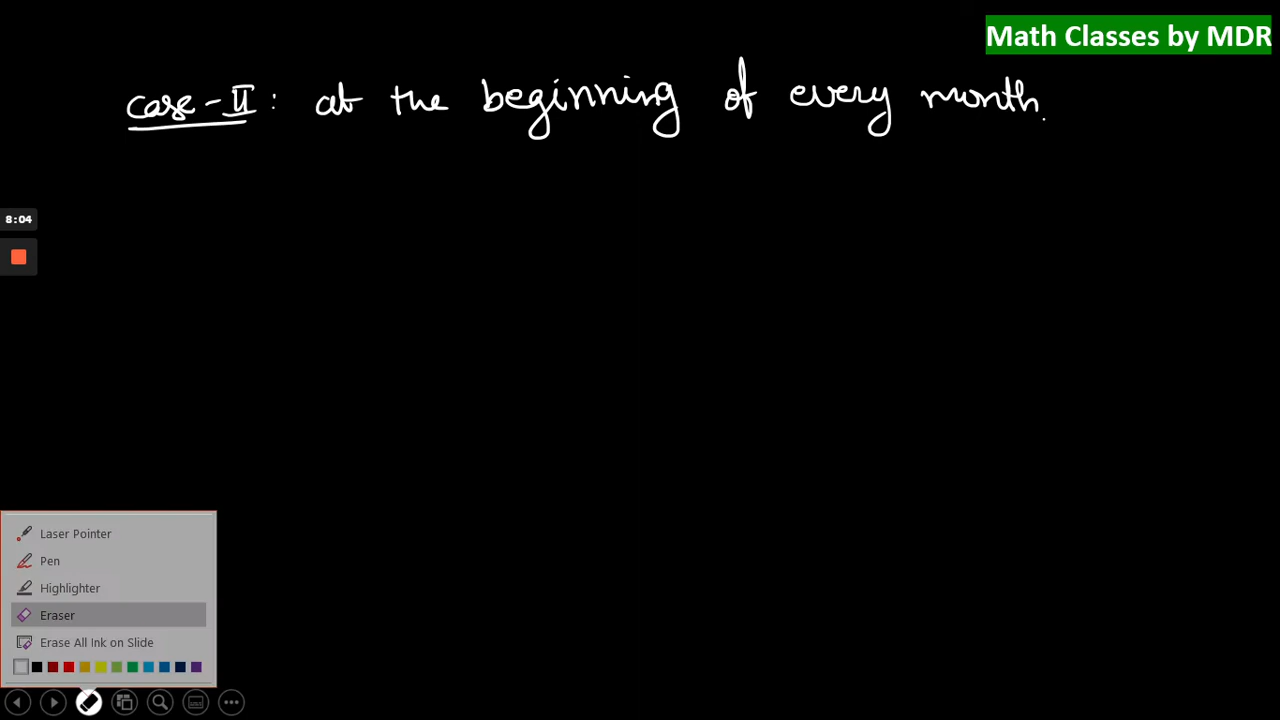 Math Classes by MDR
case-II: at the beginning of every month.
8:04
Laser Pointer
Pen
Highlighter
Eraser
Erase All Ink on Slide